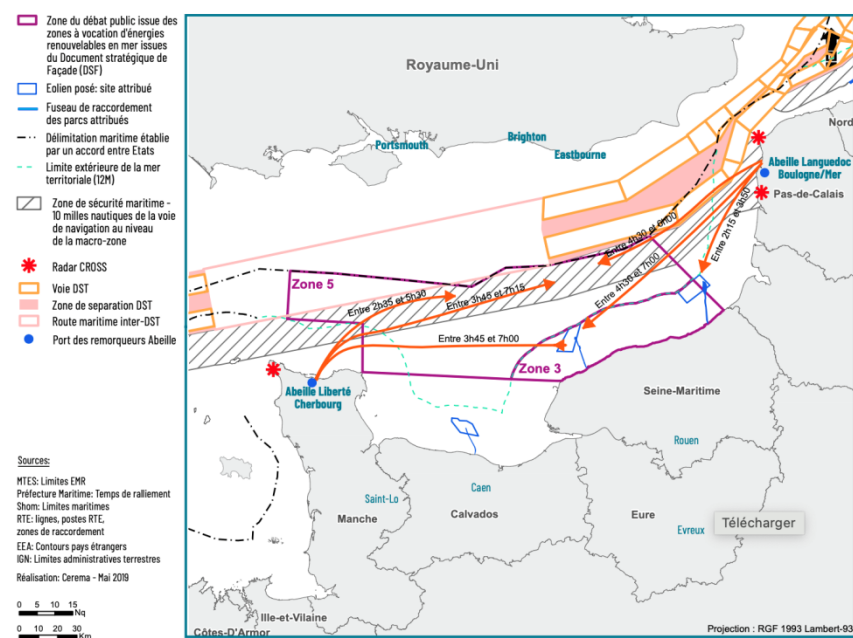 Zone du débat public issue des
zones à vocation d'énergies
renouvelables en mer issues
du Document stratégique de
Façade (DSF)
Eolien posé: site attribué
Fuseau de raccordement
des parcs attribués
Délimitation maritime établie
par un accord entre Etats
Limite extérieure de la mer
territoriale (12M)
Zone de sécurité maritime -
10 milles nautiques de la voie
de navigation au niveau
de la macro-zone
Radar CROSS
Voie DST
Zone de separation DST
Route maritime inter-DST
Port des remorqueurs Abeille
Sources:
MTES: Limites EMR
Préfecture Maritime: Temps de ralliement
Shom: Limites maritimes
RTE: lignes, postes RTE,
zones de raccordement
EEA: Contours pays étrangers
IGN: Limites administratives terrestres
Réalisation: Cerema - Mai 2019
0 5 10 15
Nq
0 10 20 30
Km
Royaume-Uni
Portsmouth
Brighton
Eastbourne
Nord
Abeille Languedoc
Boulogne/Mer
Pas-de-Calais
Entre 4h30 et 6h00
Entre 2h15 et 3h50
Entre 4h30 et 7h00
Zone 5
Entre 2h35 et 5h30
Entre 3h45 et 7h15
Entre 3h45 et 7h00
Zone 3
Abeille Liberté
Cherbourg
Seine-Maritime
Rouen
Saint-Lo
Caen
Manche
Calvados
Eure
Evreux
Télécharger
Ille-et-Vilaine
Côtes-D'Armor
Projection : RGF 1993 Lambert-93